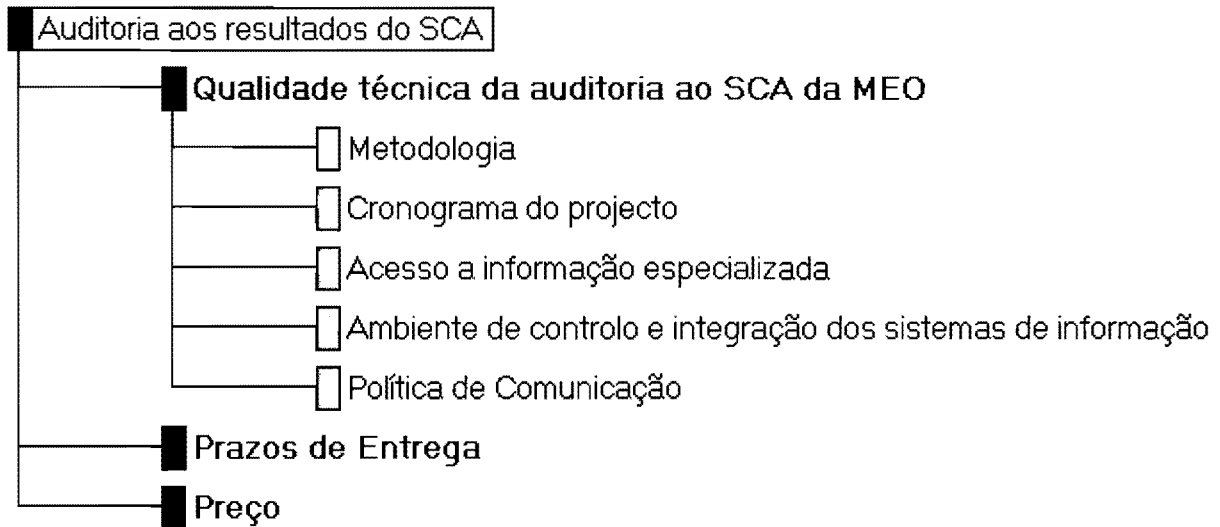 Auditoria aos resultados do SCA
Qualidade técnica da auditoria ao SCA da MEO
Metodologia
Cronograma do projecto
Acesso a informação especializada
Ambiente de controlo e integração dos sistemas de informação
Política de Comunicação
Prazos de Entrega
Preço